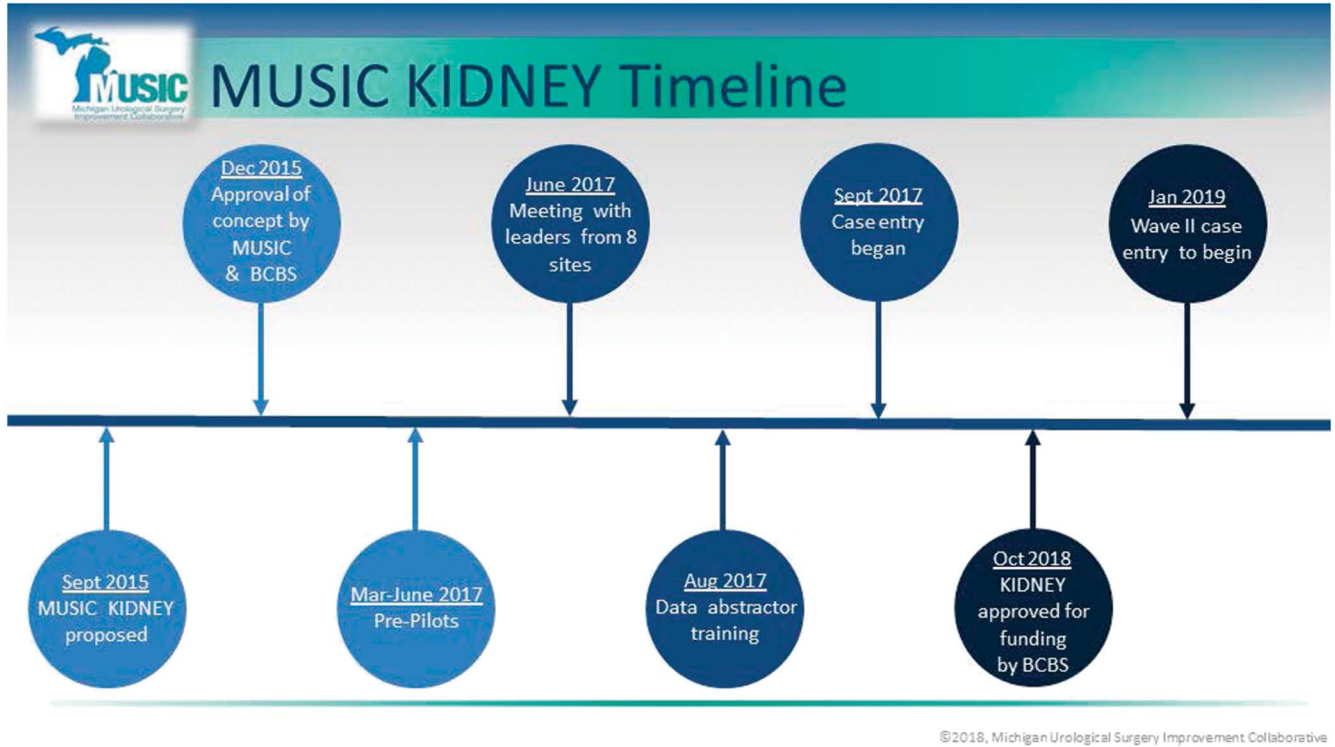 MUSIC
Michigan Urological Surgery
Improvement Collaborative
MUSIC KIDNEY Timeline
Dec 2015
Approval of
concept by
MUSIC
& BCBS
June 2017
Meeting with
leaders from 8
sites
Sept 2017
Case entry
began
Jan 2019
Wave II case
entry to begin
Sept 2015
MUSIC KIDNEY
proposed
Mar-June 2017
Pre-Pilots
Aug 2017
Data abstractor
training
Oct 2018
KIDNEY
approved for
funding
by BCBS
©2018, Michigan Urological Surgery Improvement Collaborative